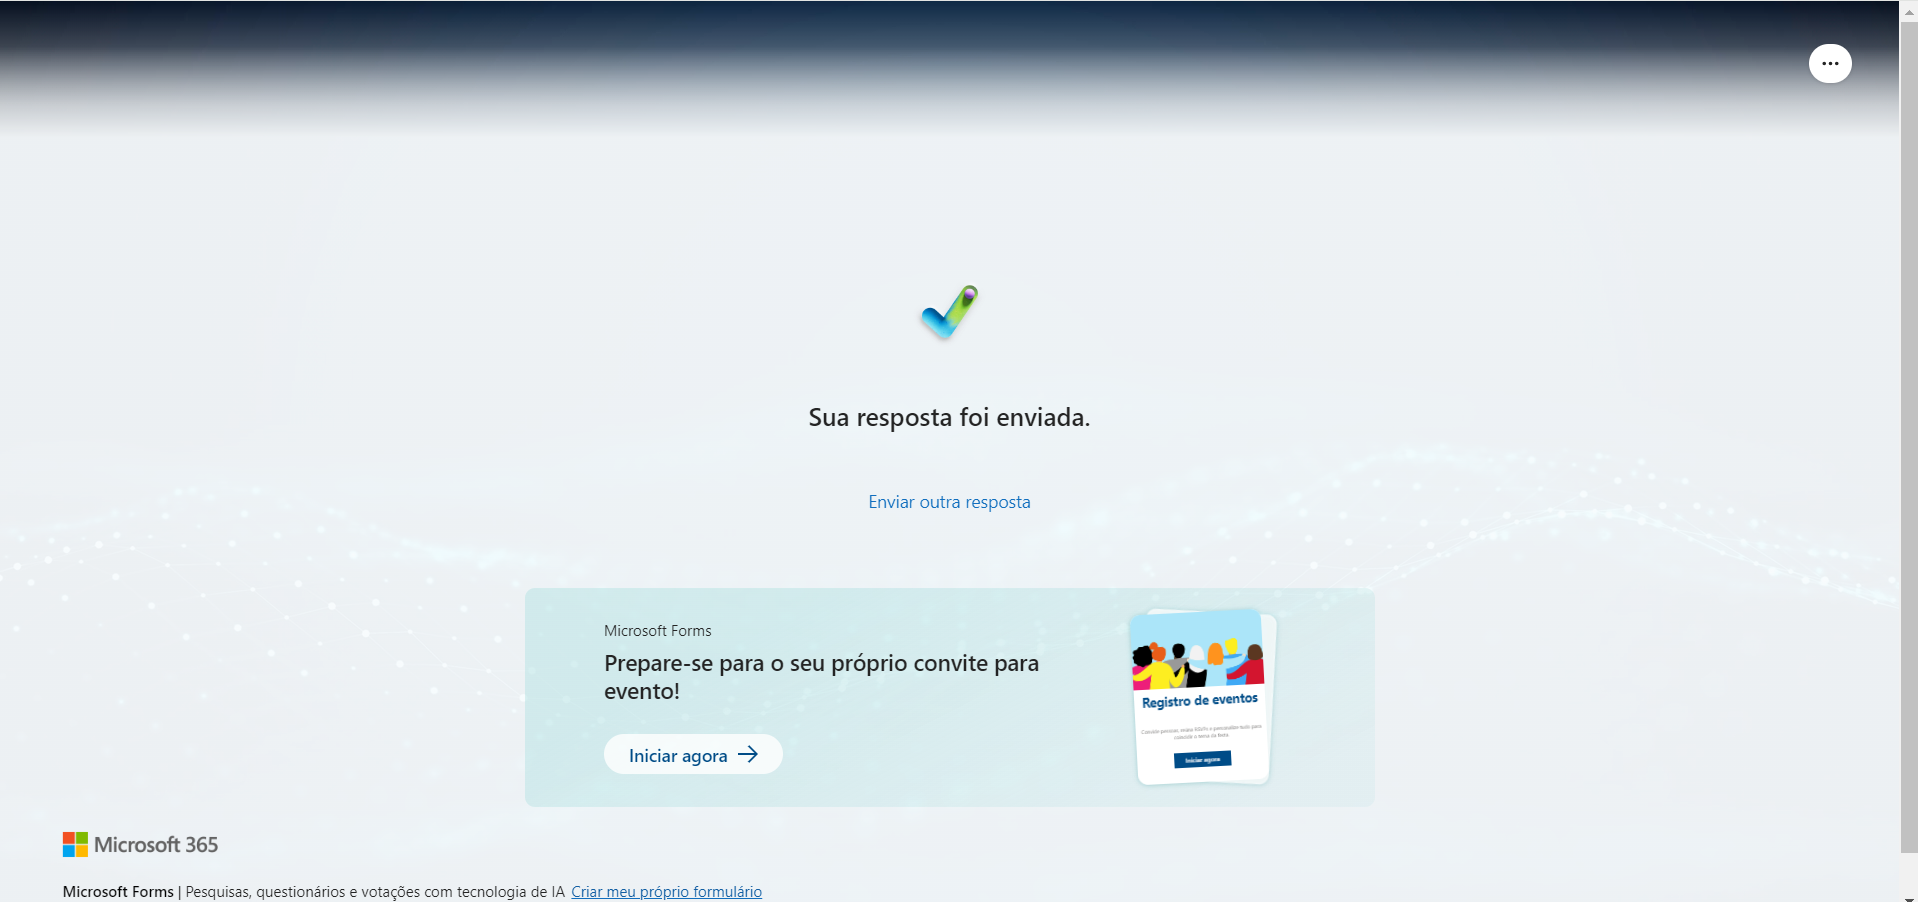 Sua resposta foi enviada.
Enviar outra resposta
Microsoft Forms
Prepare-se para o seu próprio convite para
evento!
Iniciar agora
Registro de eventos
Iniciar agora
Microsoft 365
Microsoft Forms | Pesquisas, questionários e votações com tecnologia de IA Criar meu próprio formulário